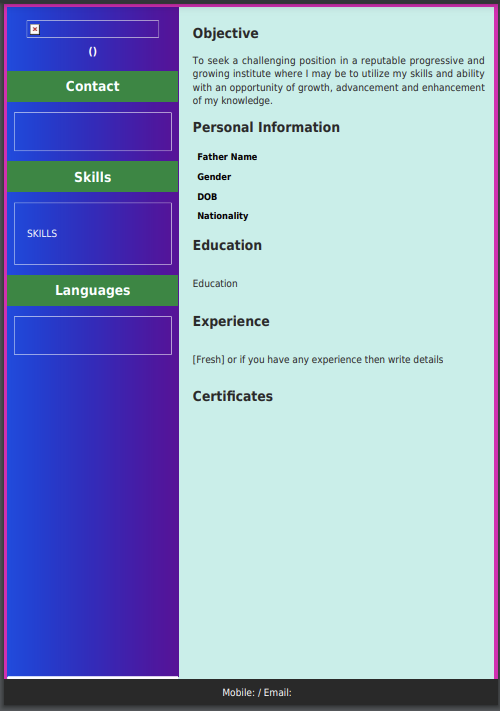 ()
Contact
Skills
SKILLS
Languages
Objective
To seek a challenging position in a reputable progressive and
growing institute where I may be to utilize my skills and ability
with an opportunity of growth, advancement and enhancement
of my knowledge.
Personal Information
Father Name
Gender
DOB
Nationality
Education
Education
Experience
[Fresh] or if you have any experience then write details
Certificates
Mobile: / Email: